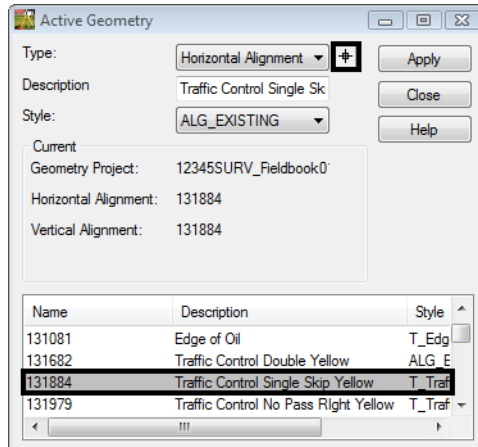 Active Geometry
Type:
Horizontal Alignment
Apply
Description
Traffic Control Single Sk
Close
Style:
ALG_EXISTING
Help
Current
Geometry Project: 12345SURV_Fieldbook0
Horizontal Alignment: 131884
Vertical Alignment: 131884
Name Description Style
131081 Edge of Oil T_Edg
131682 Traffic Control Double Yellow ALG_E
131884 Traffic Control Single Skip Yellow T_Traf
131979 Traffic Control No Pass RIght Yellow T_Traf